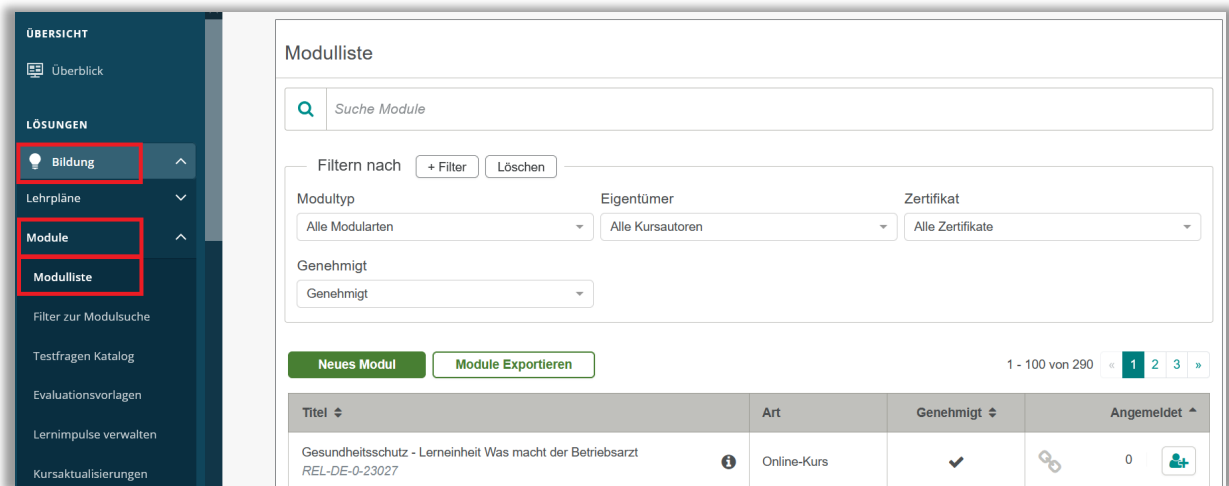 ÜBERSICHT
Überblick
LÖSUNGEN
Bildung
Lehrpläne
Module
Modulliste
Filter zur Modulsuche
Testfragen Katalog
Evaluationsvorlagen
Lernimpulse verwalten
Kursaktualisierungen
Modulliste
Suche Module
Filtern nach + Filter Löschen
Modultyp Eigentümer Zertifikat
Alle Modularten Alle Kursautoren Alle Zertifikate
Genehmigt
Genehmigt
Neues Modul Module Exportieren 1 - 100 von 290 « 1 2 3 »
Titel Art Genehmigt Angemeldet
Gesundheitsschutz - Lerneinheit Was macht der Betriebsarzt
REL-DE-0-23027 Online-Kurs 0